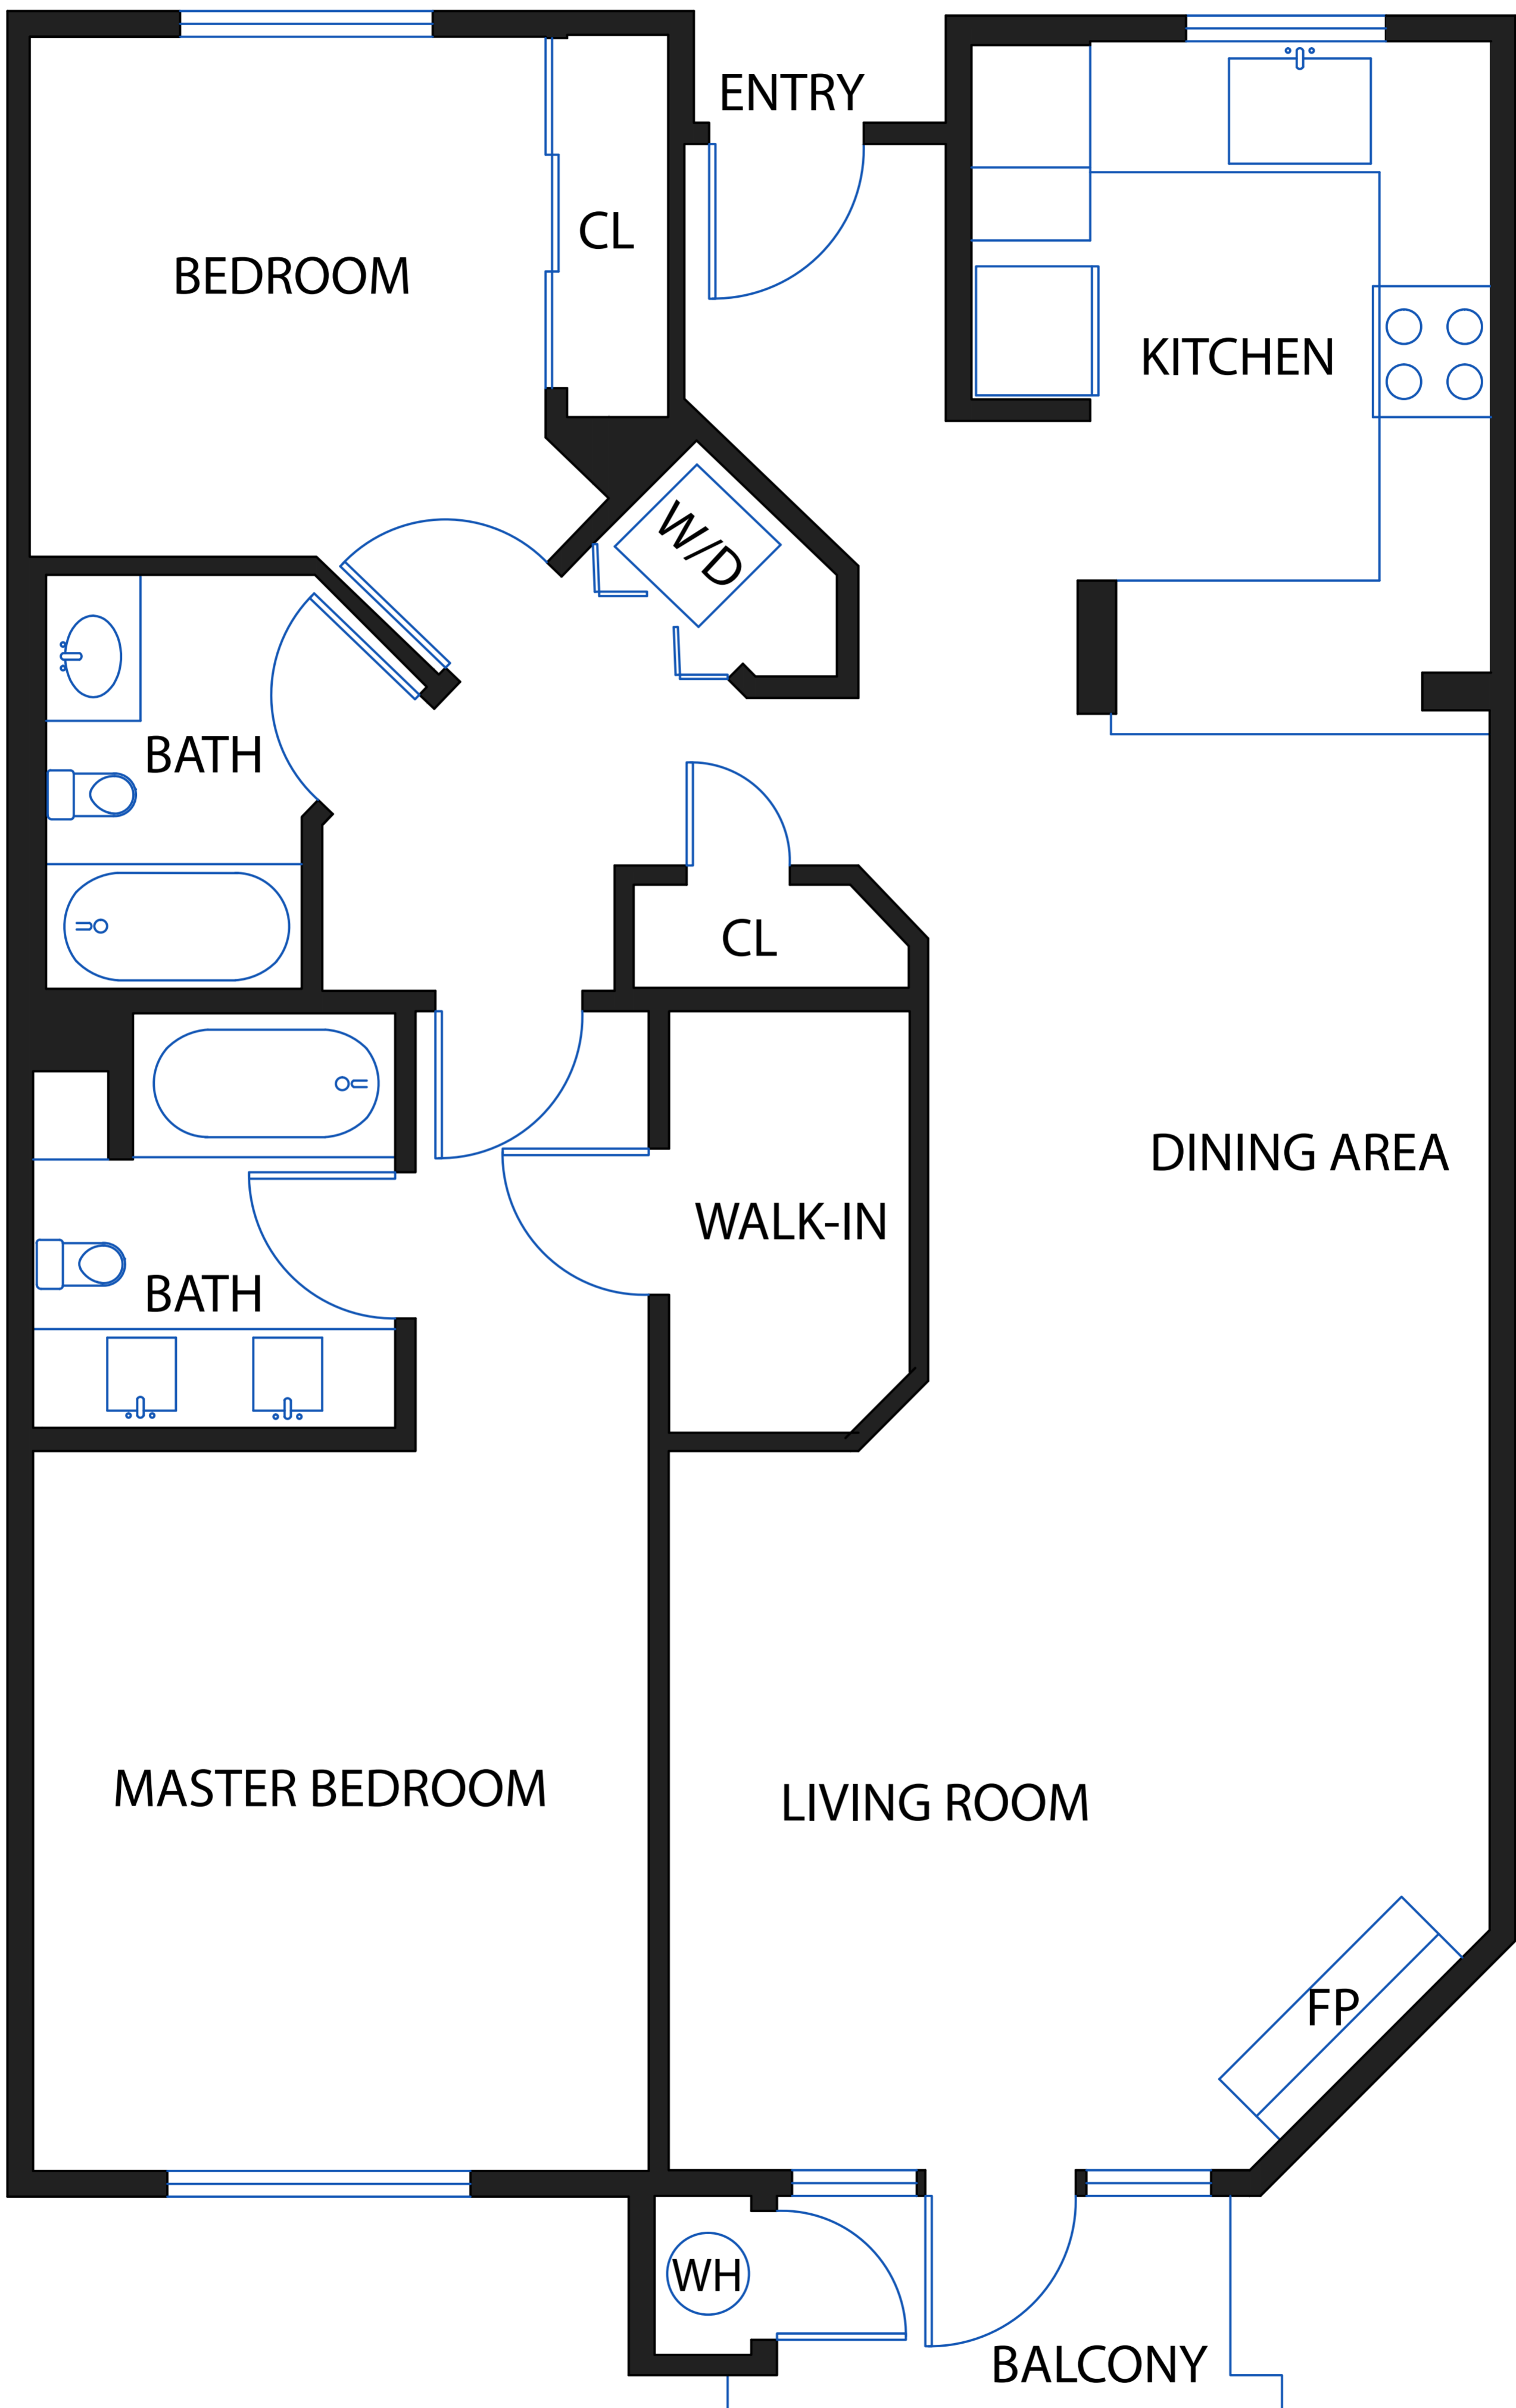 ENTRY
CL
BEDROOM
KITCHEN
W/D
BATH
CL
DINING AREA
WALK-IN
BATH
MASTER BEDROOM
LIVING ROOM
FP
WH
BALCONY